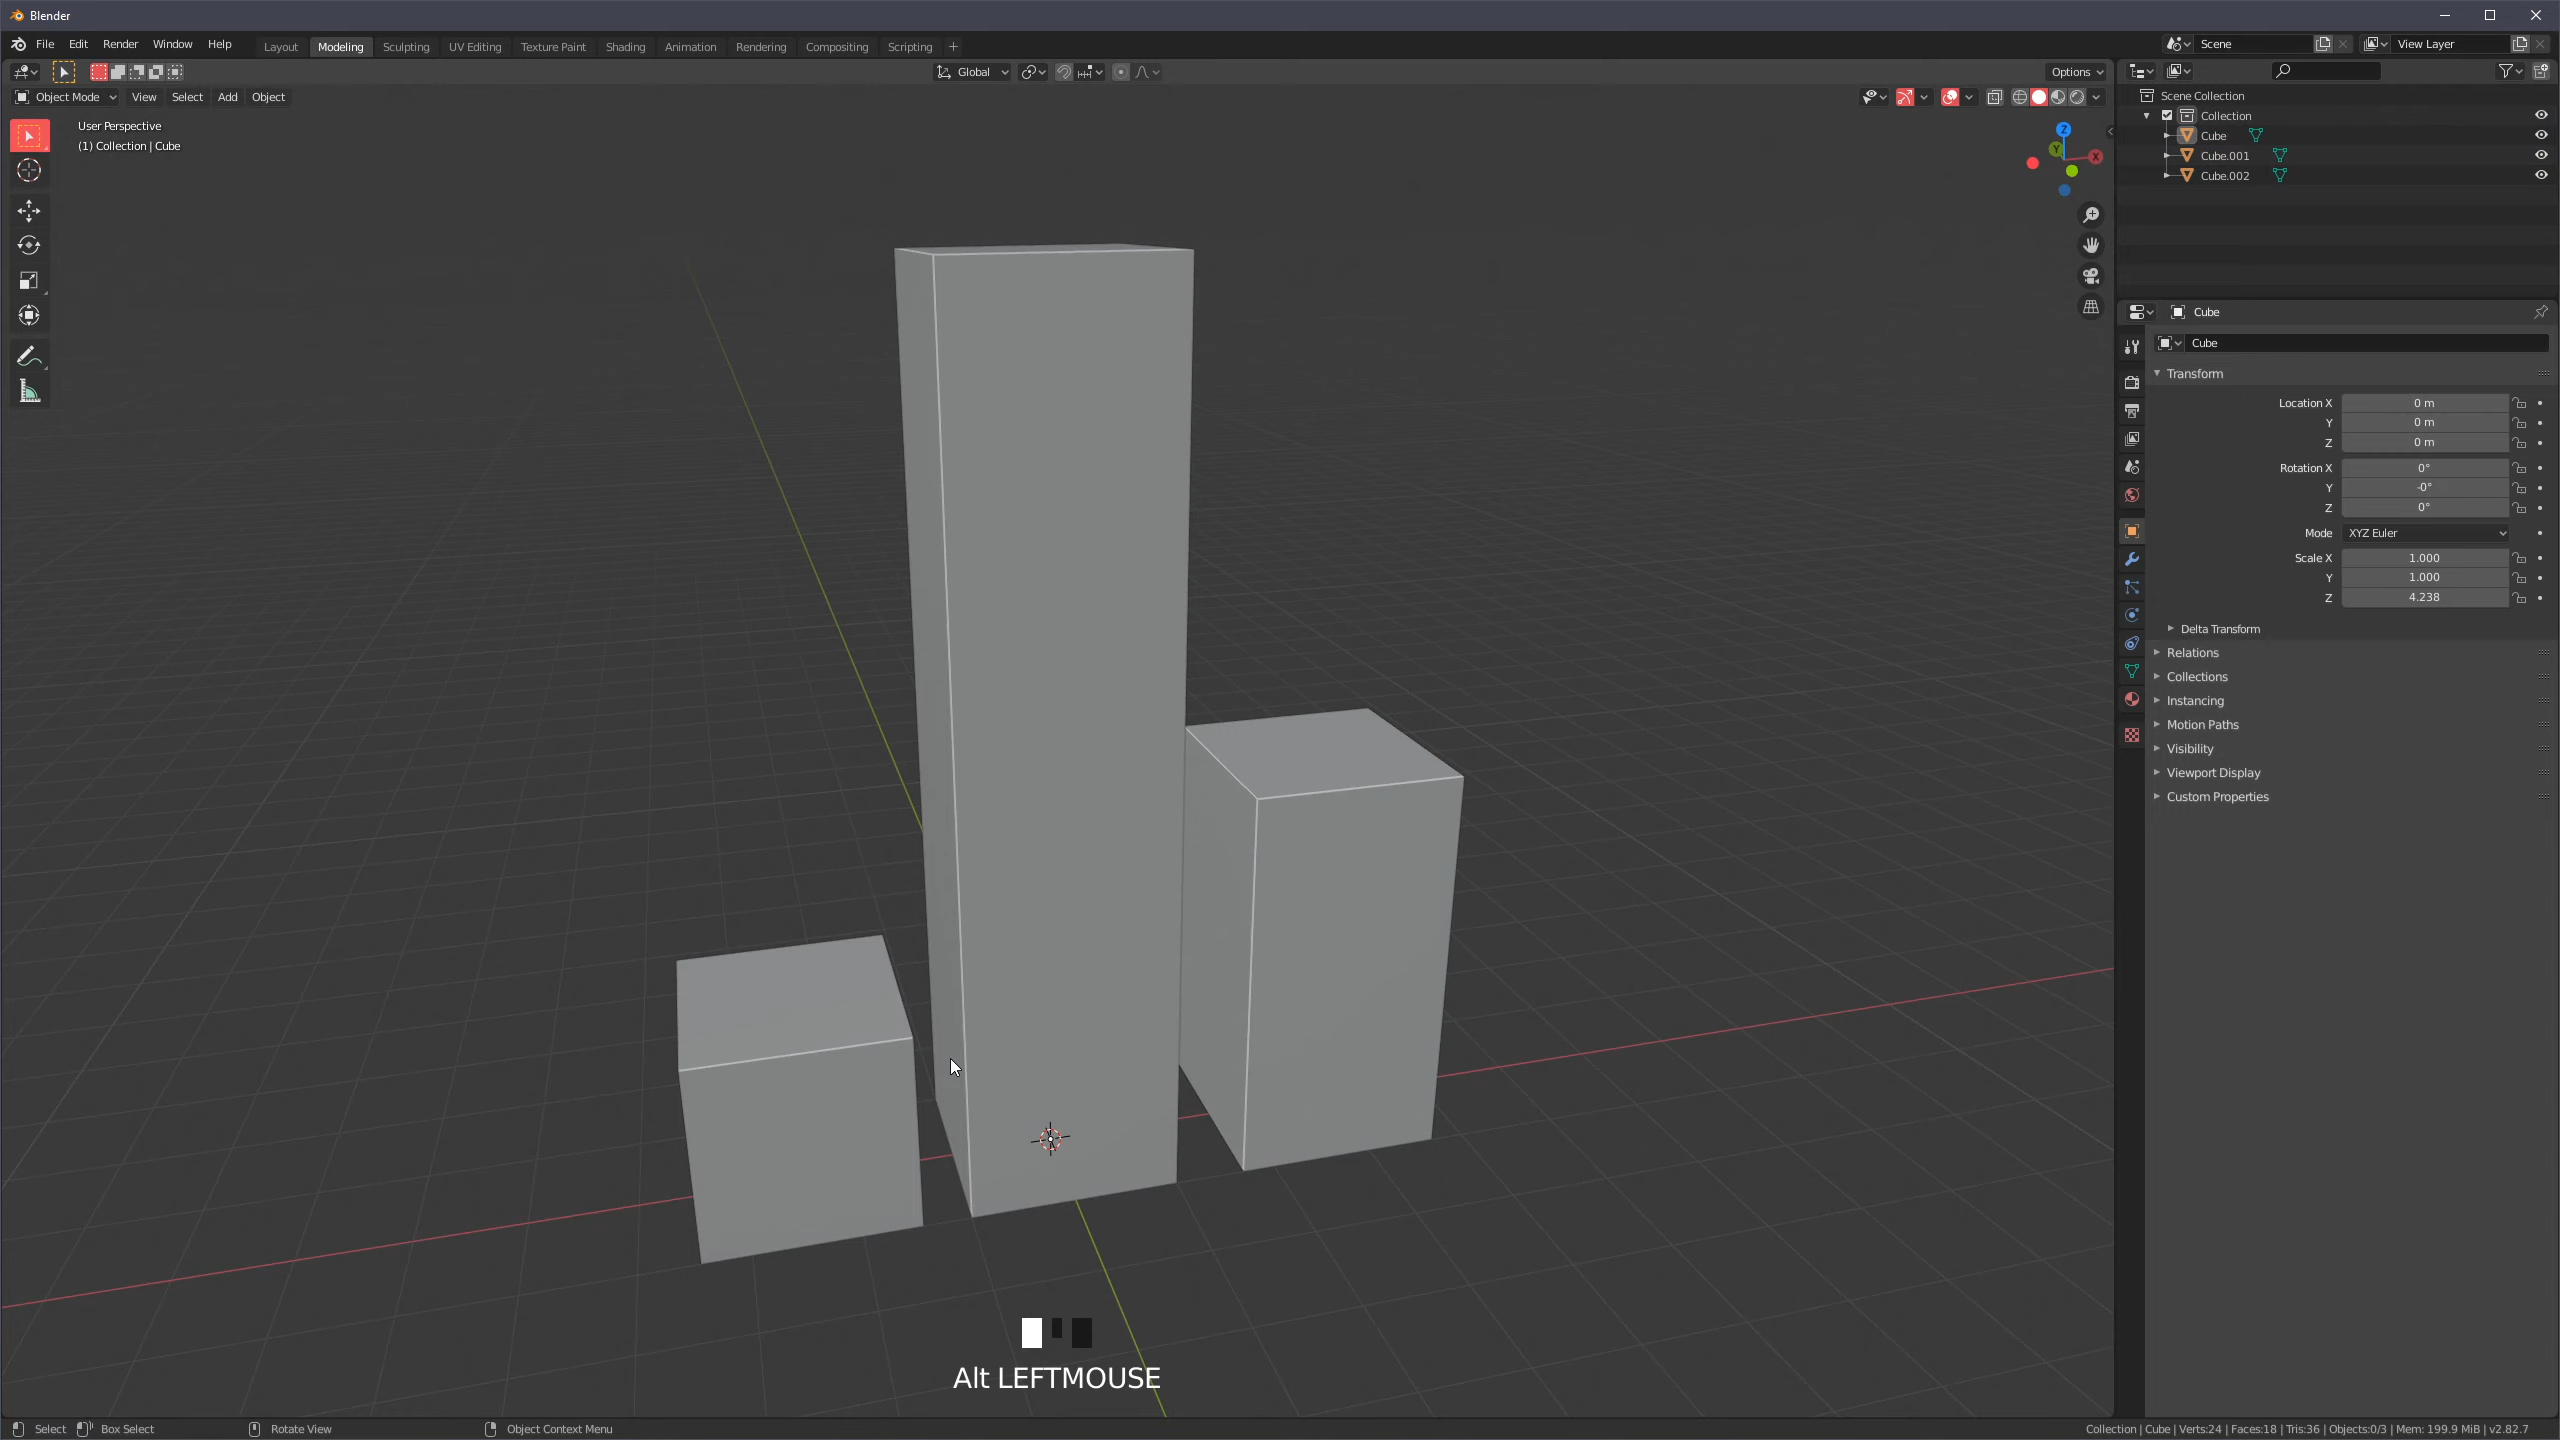 Blender
File Edit Render Window Help Layout Modeling Sculpting UV Editing Texture Paint Shading Animation Rendering Compositing Scripting + Scene View Layer
Global Options
Object Mode View Select Add Object
User Perspective
(1) Collection | Cube
Z
Y
X
Scene Collection
Collection
Cube
Cube.001
Cube.002
Cube
Cube
Transform
Location X 0 m
Y 0 m
Z 0 m
Rotation X 0°
Y -0°
Z 0°
Mode XYZ Euler
Scale X 1.000
Y 1.000
Z 4.238
Delta Transform
Relations
Collections
Instancing
Motion Paths
Visibility
Viewport Display
Custom Properties
Alt LEFTMOUSE
Select Box Select Rotate View Object Context Menu Collection | Cube | Verts:24 | Faces:18 | Tris:36 | Objects:0/3 | Mem: 199.9 MiB | v2.82.7